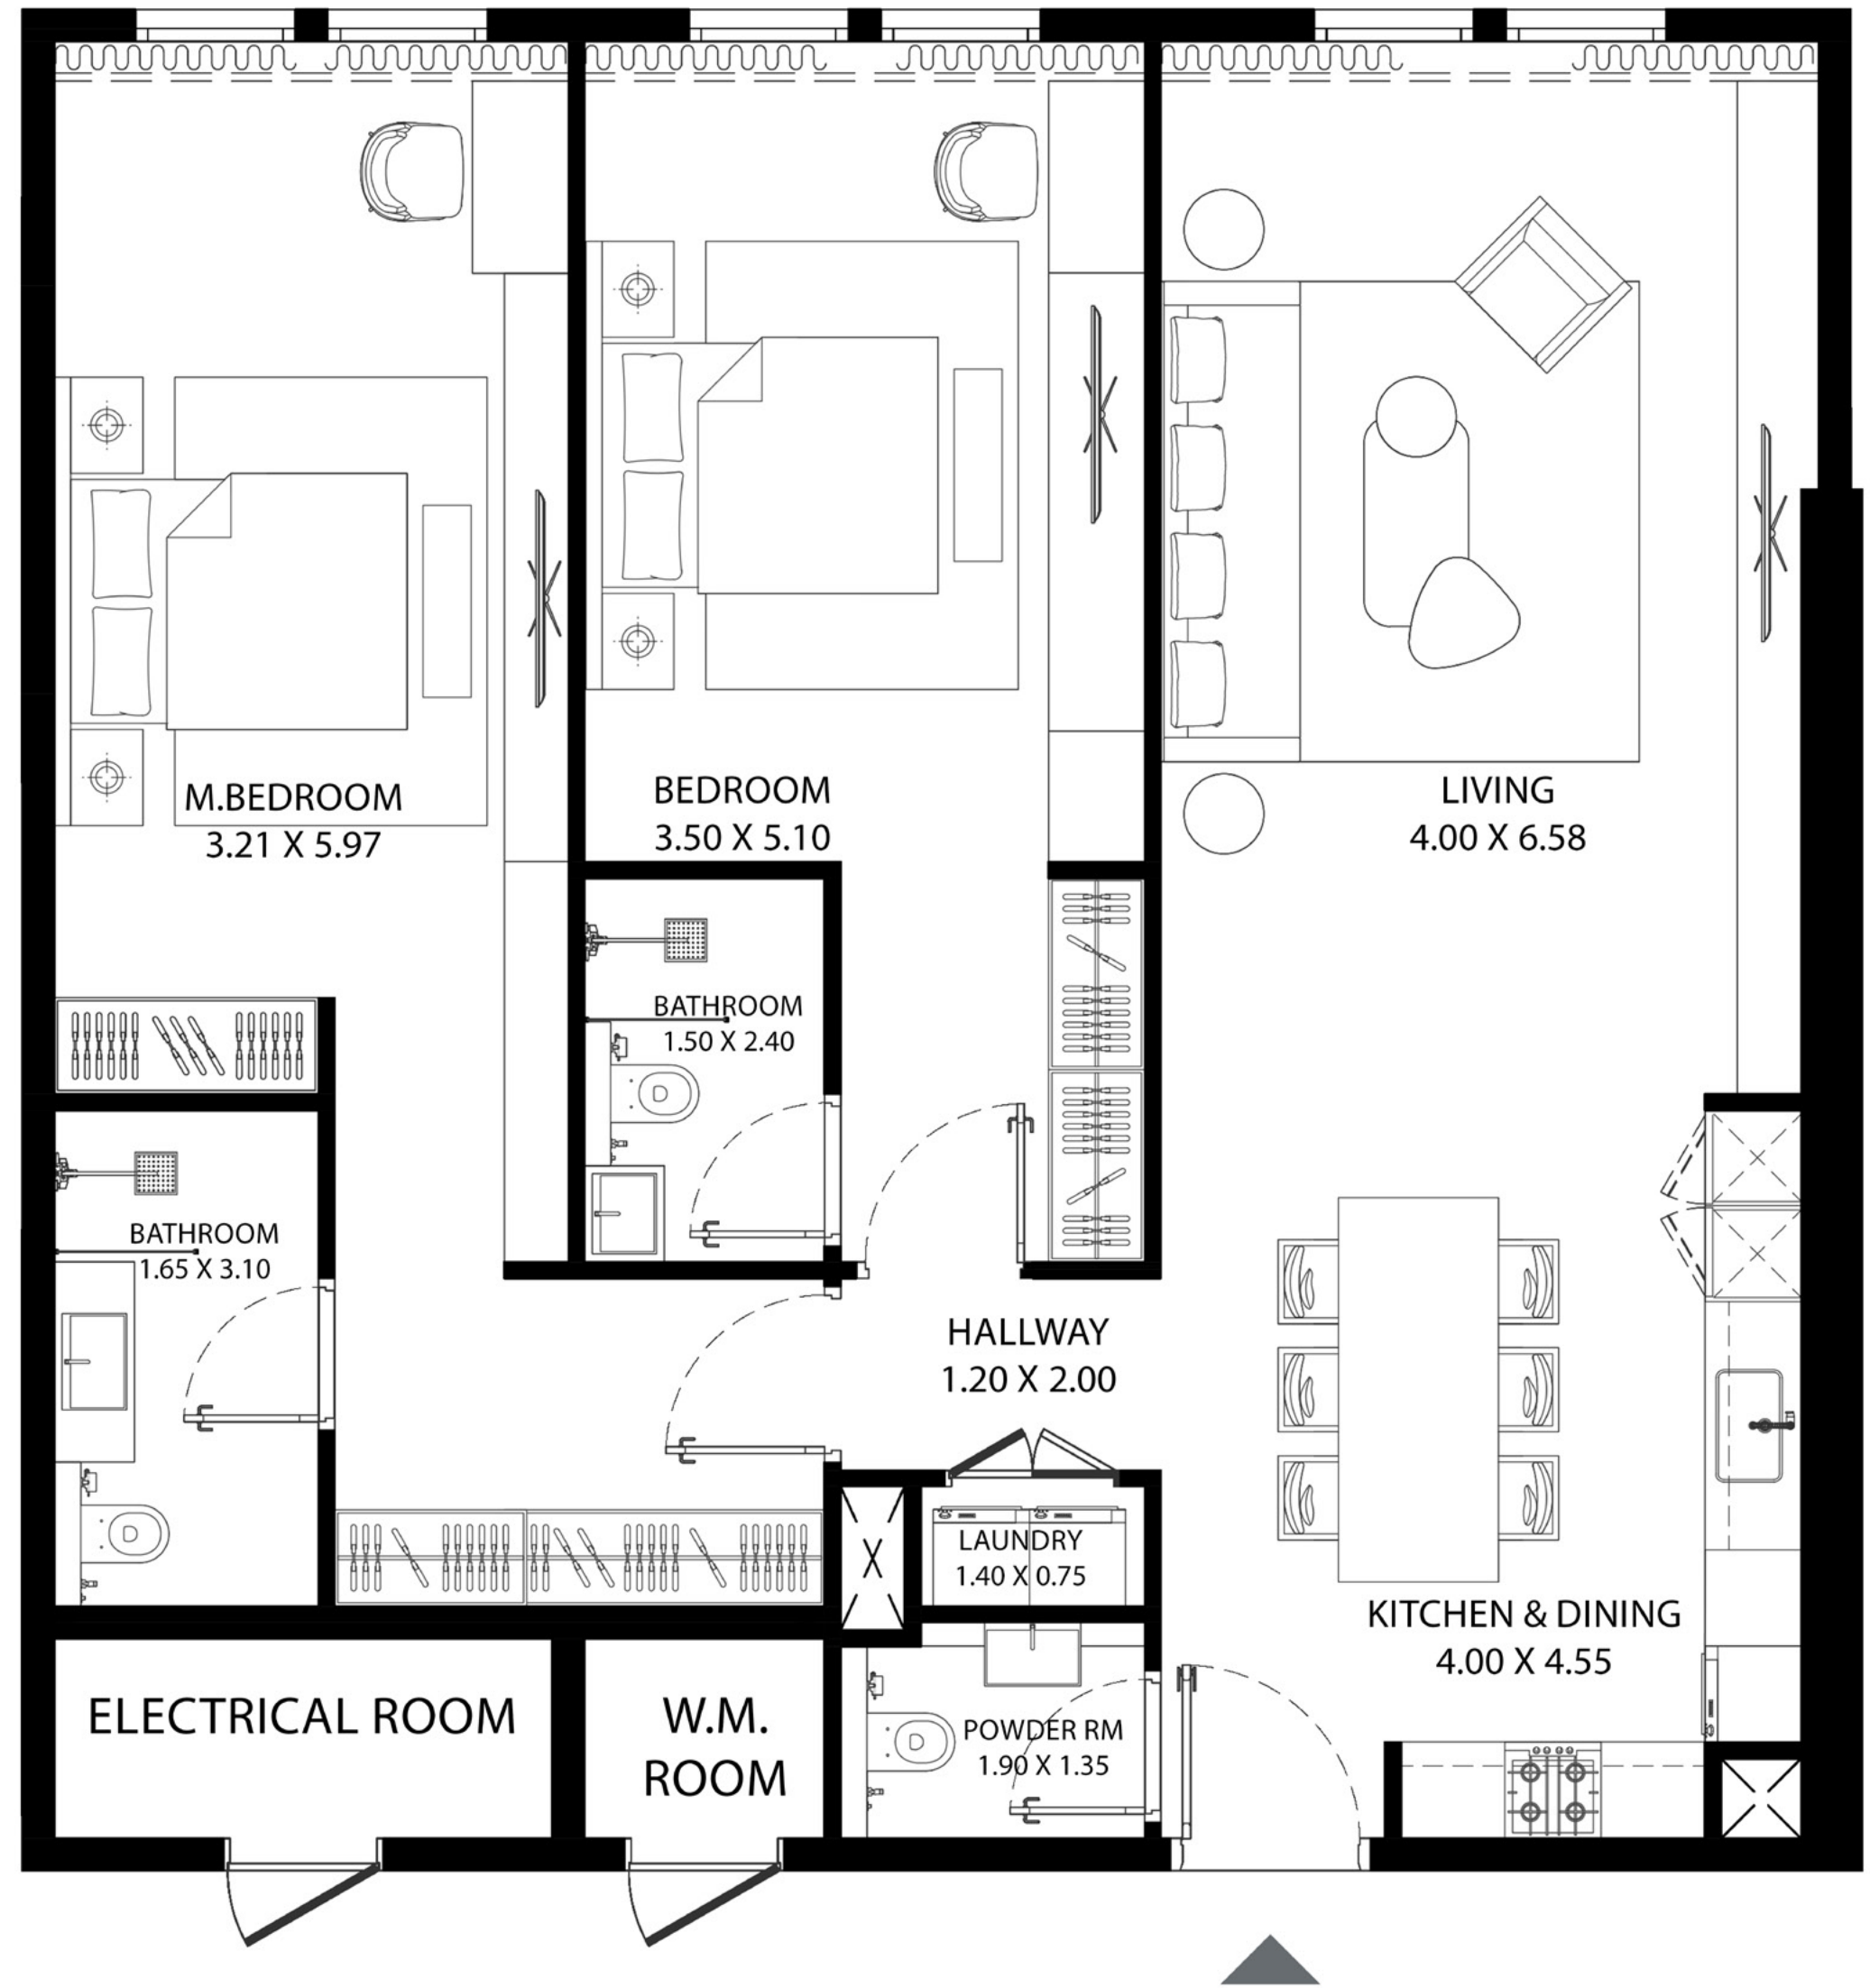 M.BEDROOM
3.21 X 5.97
BEDROOM
3.50 X 5.10
LIVING
4.00 X 6.58
BATHROOM
1.50 X 2.40
BATHROOM
1.65 X 3.10
HALLWAY
1.20 X 2.00
LAUNDRY
1.40 X 0.75
KITCHEN & DINING
4.00 X 4.55
ELECTRICAL ROOM
W.M.
ROOM
POWDER RM
1.90 X 1.35